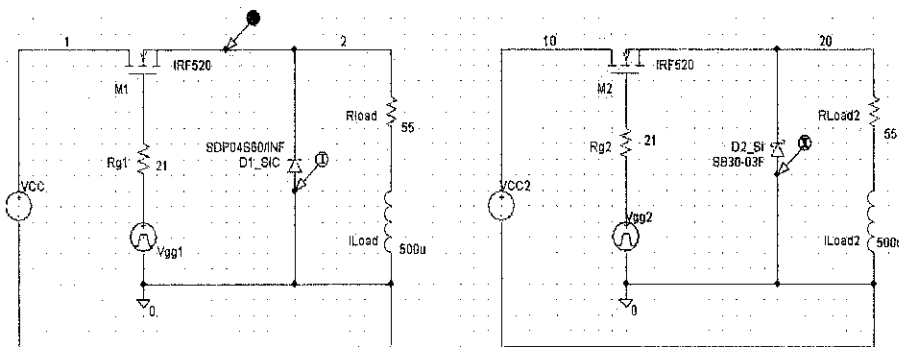 1
2
IRF520
M1
Rload
55
SDP04S60/INF
D1_SIC
Rg1
21
VCC
Vgg1
ILoad
500u
0
10
20
IRF520
M2
RLoad2
55
Rg2
21
D2_SI
SB30-03F
VCC2
Vgg2
ILoad2
500u
0